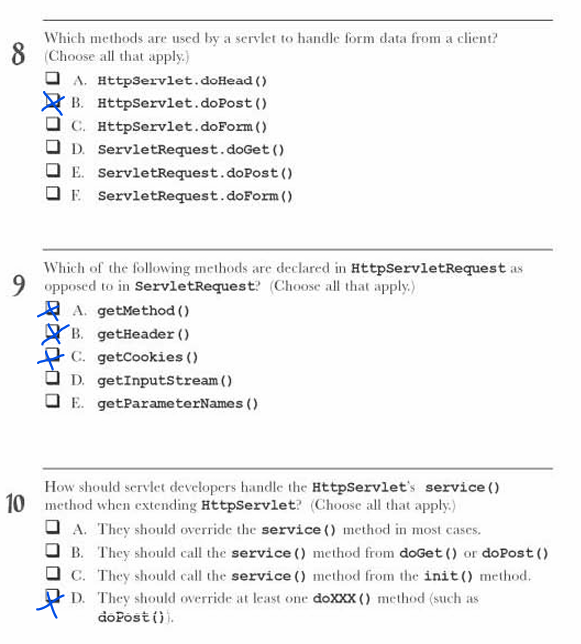 8
Which methods are used by a servlet to handle form data from a client?
(Choose all that apply.)
A. HttpServlet.doHead()
B. HttpServlet.doPost()
C. HttpServlet.doForm()
D. ServletRequest.doGet()
E. ServletRequest.doPost()
F. ServletRequest.doForm()
9
Which of the following methods are declared in HttpServletRequest as
opposed to in ServletRequest? (Choose all that apply.)
A. getMethod()
B. getHeader()
C. getCookies()
D. getInputStream()
E. getParameterNames()
10
How should servlet developers handle the HttpServlet's service()
method when extending HttpServlet? (Choose all that apply.)
A. They should override the service() method in most cases.
B. They should call the service() method from doGet() or doPost()
C. They should call the service() method from the init() method.
D. They should override at least one doXXX() method (such as
doPost()).